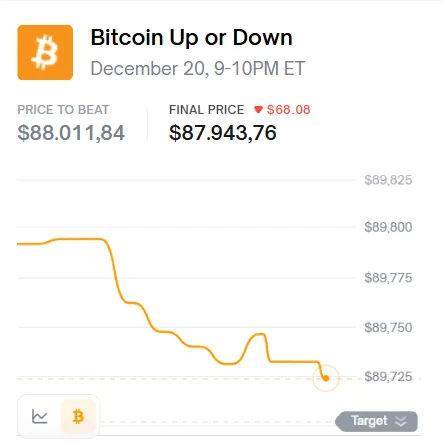 Bitcoin Up or Down
December 20, 9-10PM ET
PRICE TO BEAT
$88.011,84
FINAL PRICE ▼ $68.08
$87.943,76
$89,825
$89,800
$89,775
$89,750
$89,725
Target